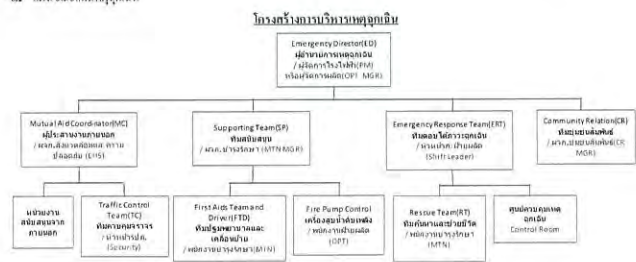 โครงสร้างการบริหารเหตุฉุกเฉิน
Emergency Director(ED)
ผู้อำนวยการเหตุฉุกเฉิน
/ ผู้จัดการโรงไฟฟ้า(PM)
หรือผู้จัดการผลิต(OPT MGR)
Mutual Aid Coordinator(MC)
ผู้ประสานงานภายนอก
/ ผจก.สิ่งแวดล้อมและความ
ปลอดภัย (EHS)
Supporting Team(SP)
ทีมสนับสนุน
/ ผจก.บำรุงรักษา (MTN MGR)
Emergency Response Team(ERT)
ทีมตอบโต้ภาวะฉุกเฉิน
/ หัวหน้ากะ ฝ่ายผลิต
(Shift Leader)
Community Relation(CR)
ทีมชุมชนสัมพันธ์
/ ผจก.ชุมชนสัมพันธ์(CR
MGR)
หน่วยงาน
สนับสนุนจาก
ภายนอก
Traffic Control
Team(TC)
ทีมควบคุมจราจร
/ หัวหน้ารปภ.
(Security)
First Aids Team and
Driver(FTD)
ทีมปฐมพยาบาลและ
เคลื่อนย้าย
/ พนักงานบำรุงรักษา(MTN)
Fire Pump Control
เครื่องสูบน้ำดับเพลิง
/ พนักงานฝ่ายผลิต
(OPT)
Rescue Team(RT)
ทีมค้นหาและช่วยชีวิต
/ พนักงานบำรุงรักษา
(MTN)
ศูนย์ควบคุมเหตุ
ฉุกเฉิน
Control Room